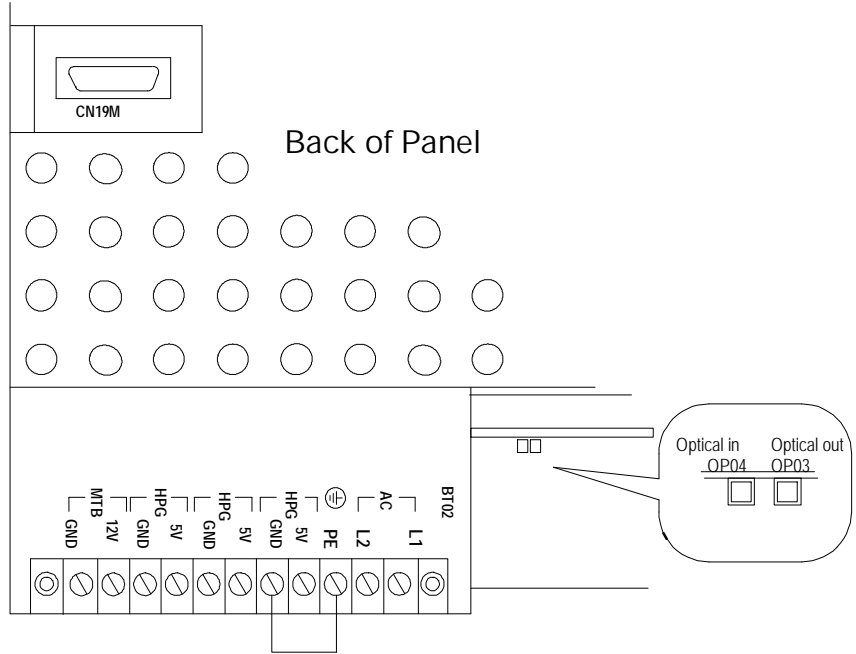 CN19M
Back of Panel
Optical in
OP04
Optical out
OP03
MTB
HPG
HPG
HPG
AC
BT02
GND
12V
GND
5V
GND
5V
GND
5V
PE
L2
L1